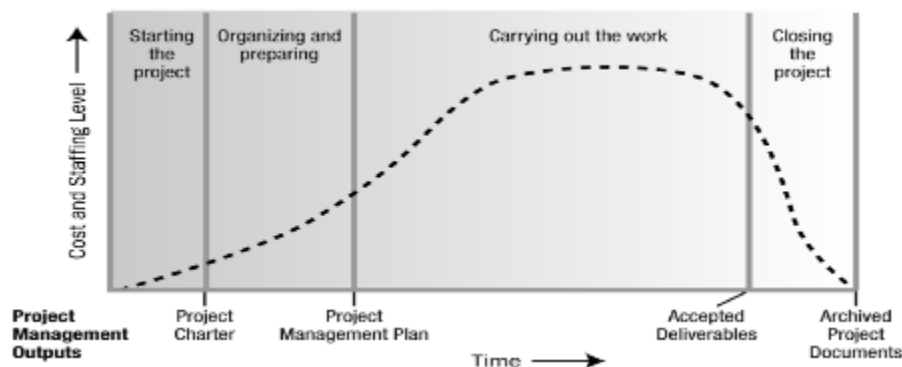 Starting
the
project
Organizing and
preparing
Carrying out the work
Closing
the
project
Cost and Staffing Level
Project
Management
Outputs
Project
Charter
Project
Management Plan
Accepted
Deliverables
Archived
Project
Documents
Time